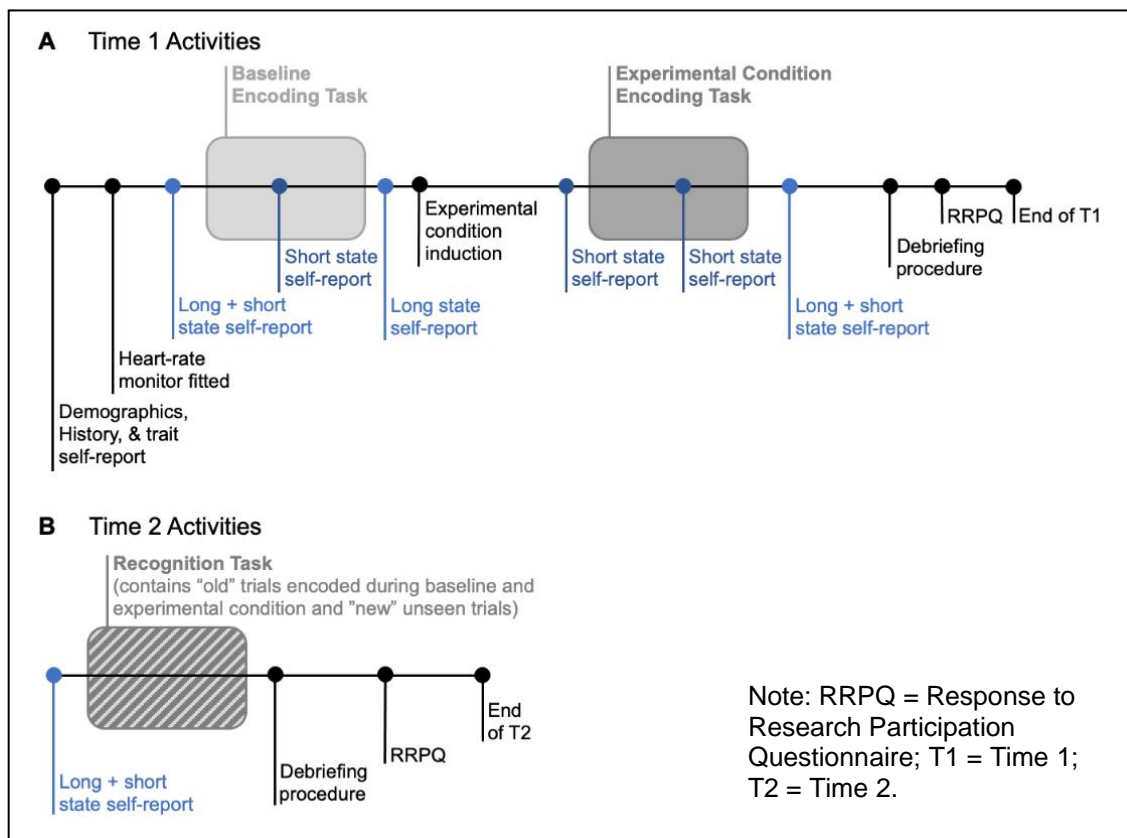 A Time 1 Activities
Baseline
Encoding Task
Experimental Condition
Encoding Task
Experimental
condition
induction
RRPQ
End of T1
Short state
self-report
Short state
self-report
Short state
self-report
Debriefing
procedure
Long + short
state self-report
Long state
self-report
Long + short
state self-report
Heart-rate
monitor fitted
Demographics,
History, & trait
self-report
B Time 2 Activities
Recognition Task
(contains “old” trials encoded during baseline and
experimental condition and ”new” unseen trials)
End
of T2
RRPQ
Debriefing
procedure
Long + short
state self-report
Note: RRPQ = Response to
Research Participation
Questionnaire; T1 = Time 1;
T2 = Time 2.